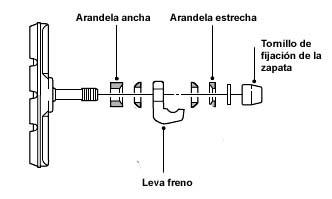 Arandela ancha
Arandela estrecha
Tornillo de
fijación de la
zapata
Leva freno